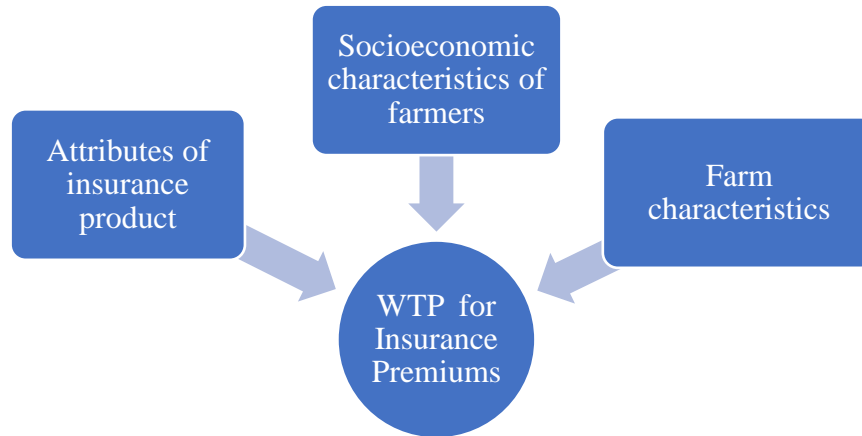 Socioeconomic
characteristics of
farmers
Attributes of
insurance
product
Farm
characteristics
WTP for
Insurance
Premiums